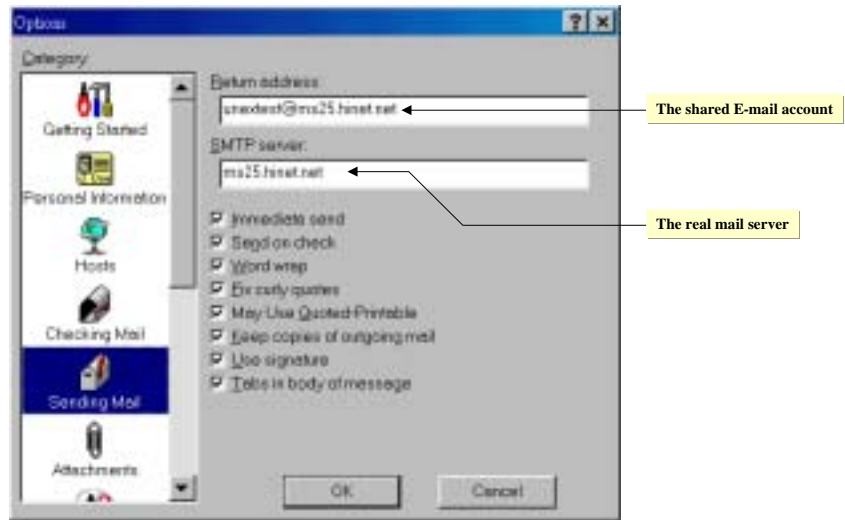 Options
Category:
Getting Started
Personal Information
Hosts
Checking Mail
Sending Mail
Attachments
Return address:
unextest@ms25.hinet.net
The shared E-mail account
SMTP server:
ms25.hinet.net
The real mail server
Immediate send
Send on check
Word wrap
Fix curly quotes
May Use Quoted-Printable
Keep copies of outgoing mail
Use signature
Tabs in body of message
OK
Cancel